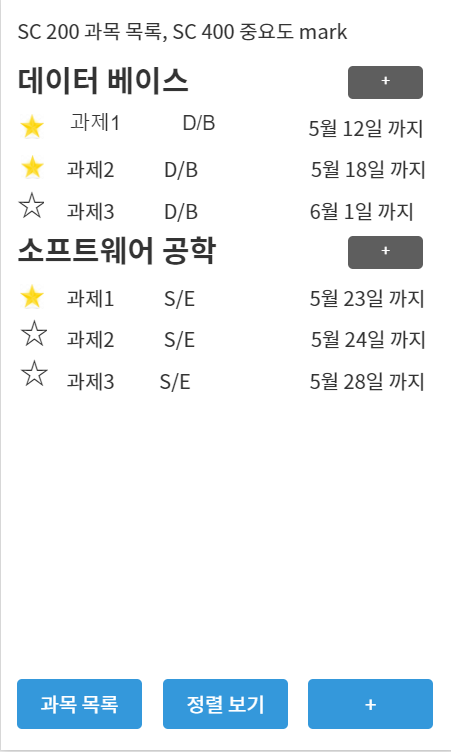 SC 200 과목 목록, SC 400 중요도 mark
데이터 베이스 +
과제1 D/B 5월 12일 까지
과제2 D/B 5월 18일 까지
과제3 D/B 6월 1일 까지
소프트웨어 공학 +
과제1 S/E 5월 23일 까지
과제2 S/E 5월 24일 까지
과제3 S/E 5월 28일 까지
과목 목록 정렬 보기 +